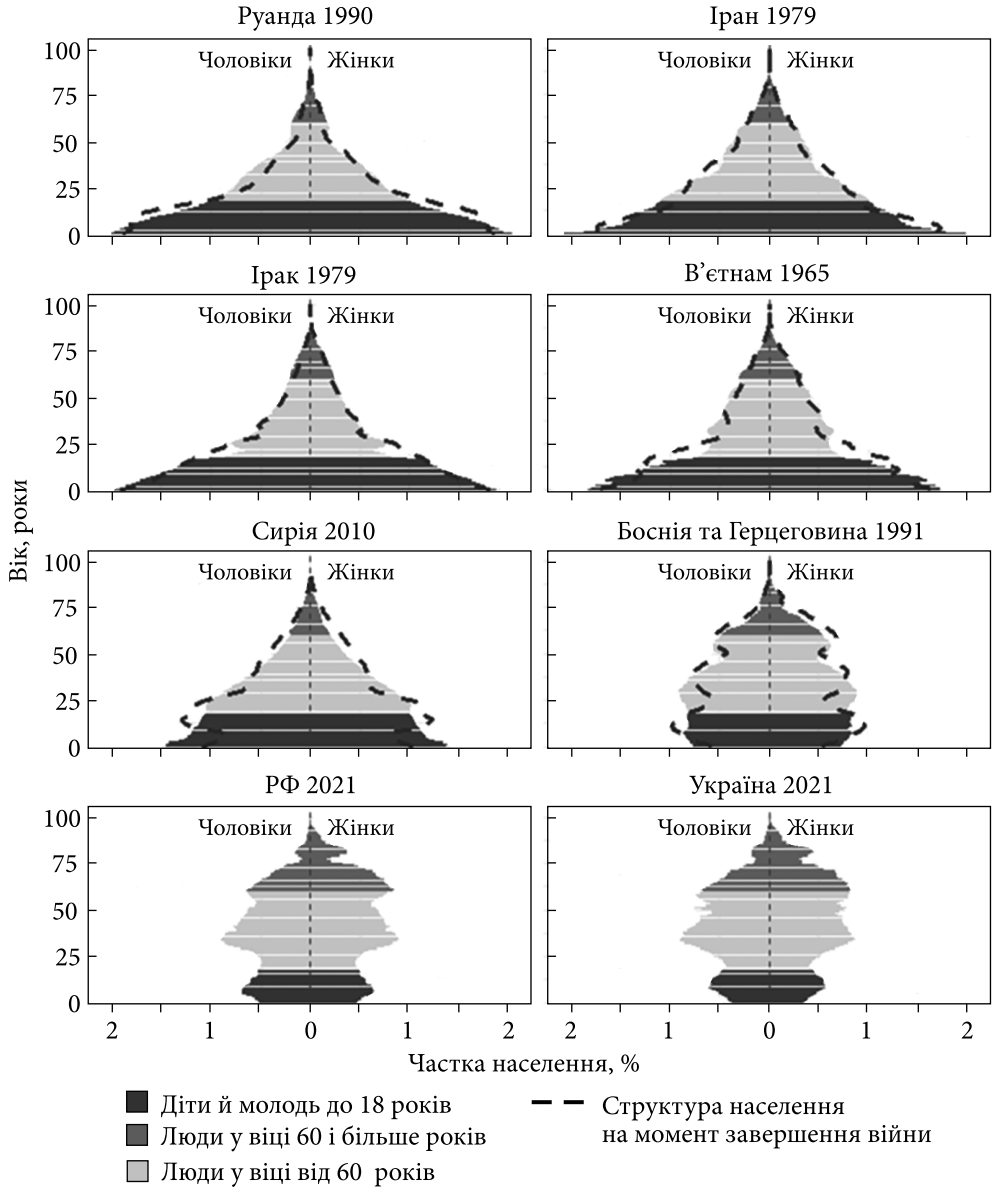 Руанда 1990
Іран 1979
100
75
50
25
0
Чоловіки Жінки
Чоловіки Жінки
Ірак 1979
В’єтнам 1965
100
75
50
25
0
Чоловіки Жінки
Чоловіки Жінки
Вік, роки
Сирія 2010
Боснія та Герцеговина 1991
100
75
50
25
0
Чоловіки Жінки
Чоловіки Жінки
РФ 2021
Україна 2021
100
75
50
25
0
Чоловіки Жінки
Чоловіки Жінки
2 1 0 1 2
2 1 0 1 2
Частка населення, %
Діти й молодь до 18 років
Люди у віці 60 і більше років
Люди у віці від 60 років
Структура населення
на момент завершення війни